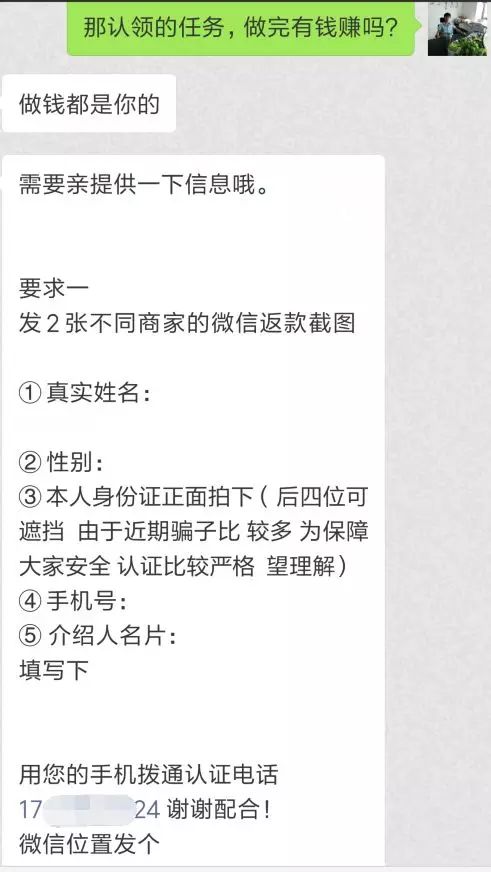 那认领的任务，做完有钱赚吗？
做钱都是你的
需要亲提供一下信息哦。
要求一
发2张不同商家的微信返款截图
①真实姓名：
②性别：
③本人身份证正面拍下（后四位可
遮挡 由于近期骗子比 较多 为保障
大家安全 认证比较严格 望理解）
④手机号：
⑤介绍人名片：
填写下
用您的手机拨通认证电话
17 24 谢谢配合！
微信位置发个